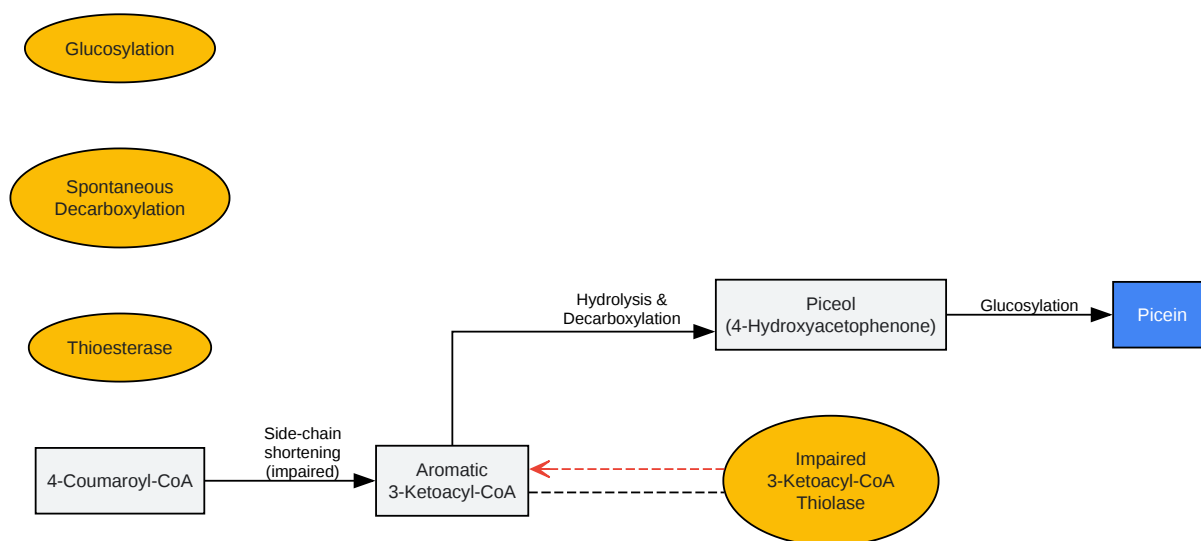 Glucosylation
Spontaneous
Decarboxylation
Thioesterase
Hydrolysis &
Decarboxylation
Piceol
(4-Hydroxyacetophenone)
Glucosylation
Picein
4-Coumaroyl-CoA
Side-chain
shortening
(impaired)
Aromatic
3-Ketoacyl-CoA
Impaired
3-Ketoacyl-CoA
Thiolase